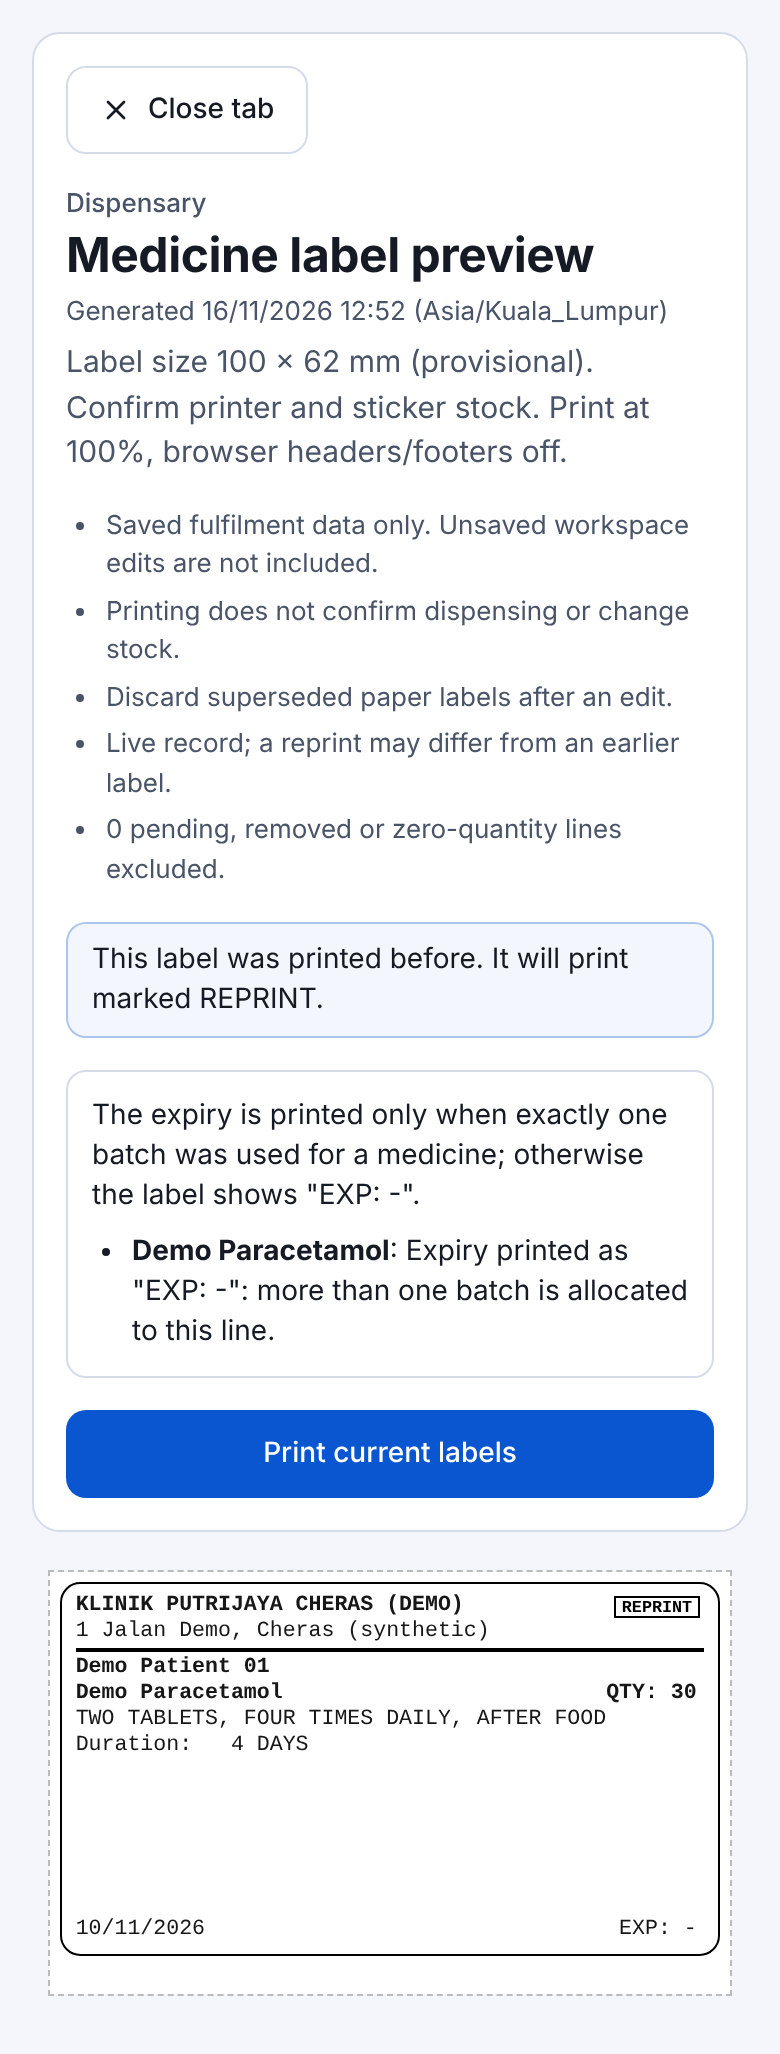 Close tab
Dispensary
Medicine label preview
Generated 16/11/2026 12:52 (Asia/Kuala_Lumpur)
Label size 100 × 62 mm (provisional).
Confirm printer and sticker stock. Print at
100%, browser headers/footers off.
• Saved fulfilment data only. Unsaved workspace
edits are not included.
• Printing does not confirm dispensing or change
stock.
• Discard superseded paper labels after an edit.
• Live record; a reprint may differ from an earlier
label.
• 0 pending, removed or zero-quantity lines
excluded.
This label was printed before. It will print
marked REPRINT.
The expiry is printed only when exactly one
batch was used for a medicine; otherwise
the label shows "EXP: -".
• Demo Paracetamol: Expiry printed as
"EXP: -": more than one batch is allocated
to this line.
Print current labels
KLINIK PUTRIJAYA CHERAS (DEMO) REPRINT
1 Jalan Demo, Cheras (synthetic)
Demo Patient 01
Demo Paracetamol QTY: 30
TWO TABLETS, FOUR TIMES DAILY, AFTER FOOD
Duration: 4 DAYS
10/11/2026 EXP: -